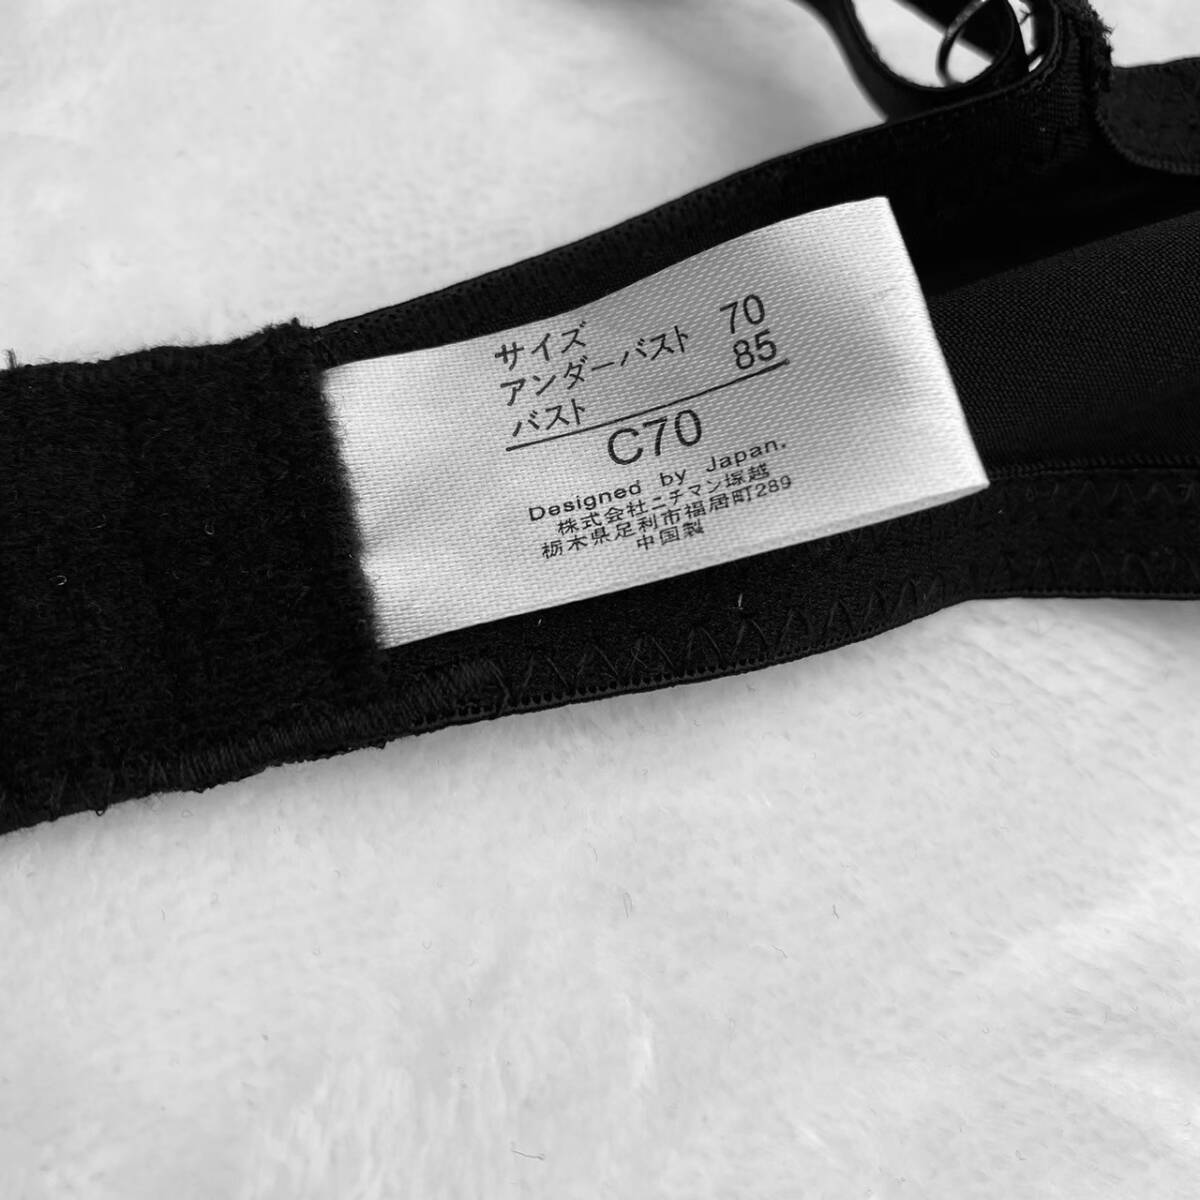 サイズ
アンダーバスト 70
バスト 85
C70
Designed by Japan.
株式会社ニチマン塚越
栃木県足利市福居町289
中国製